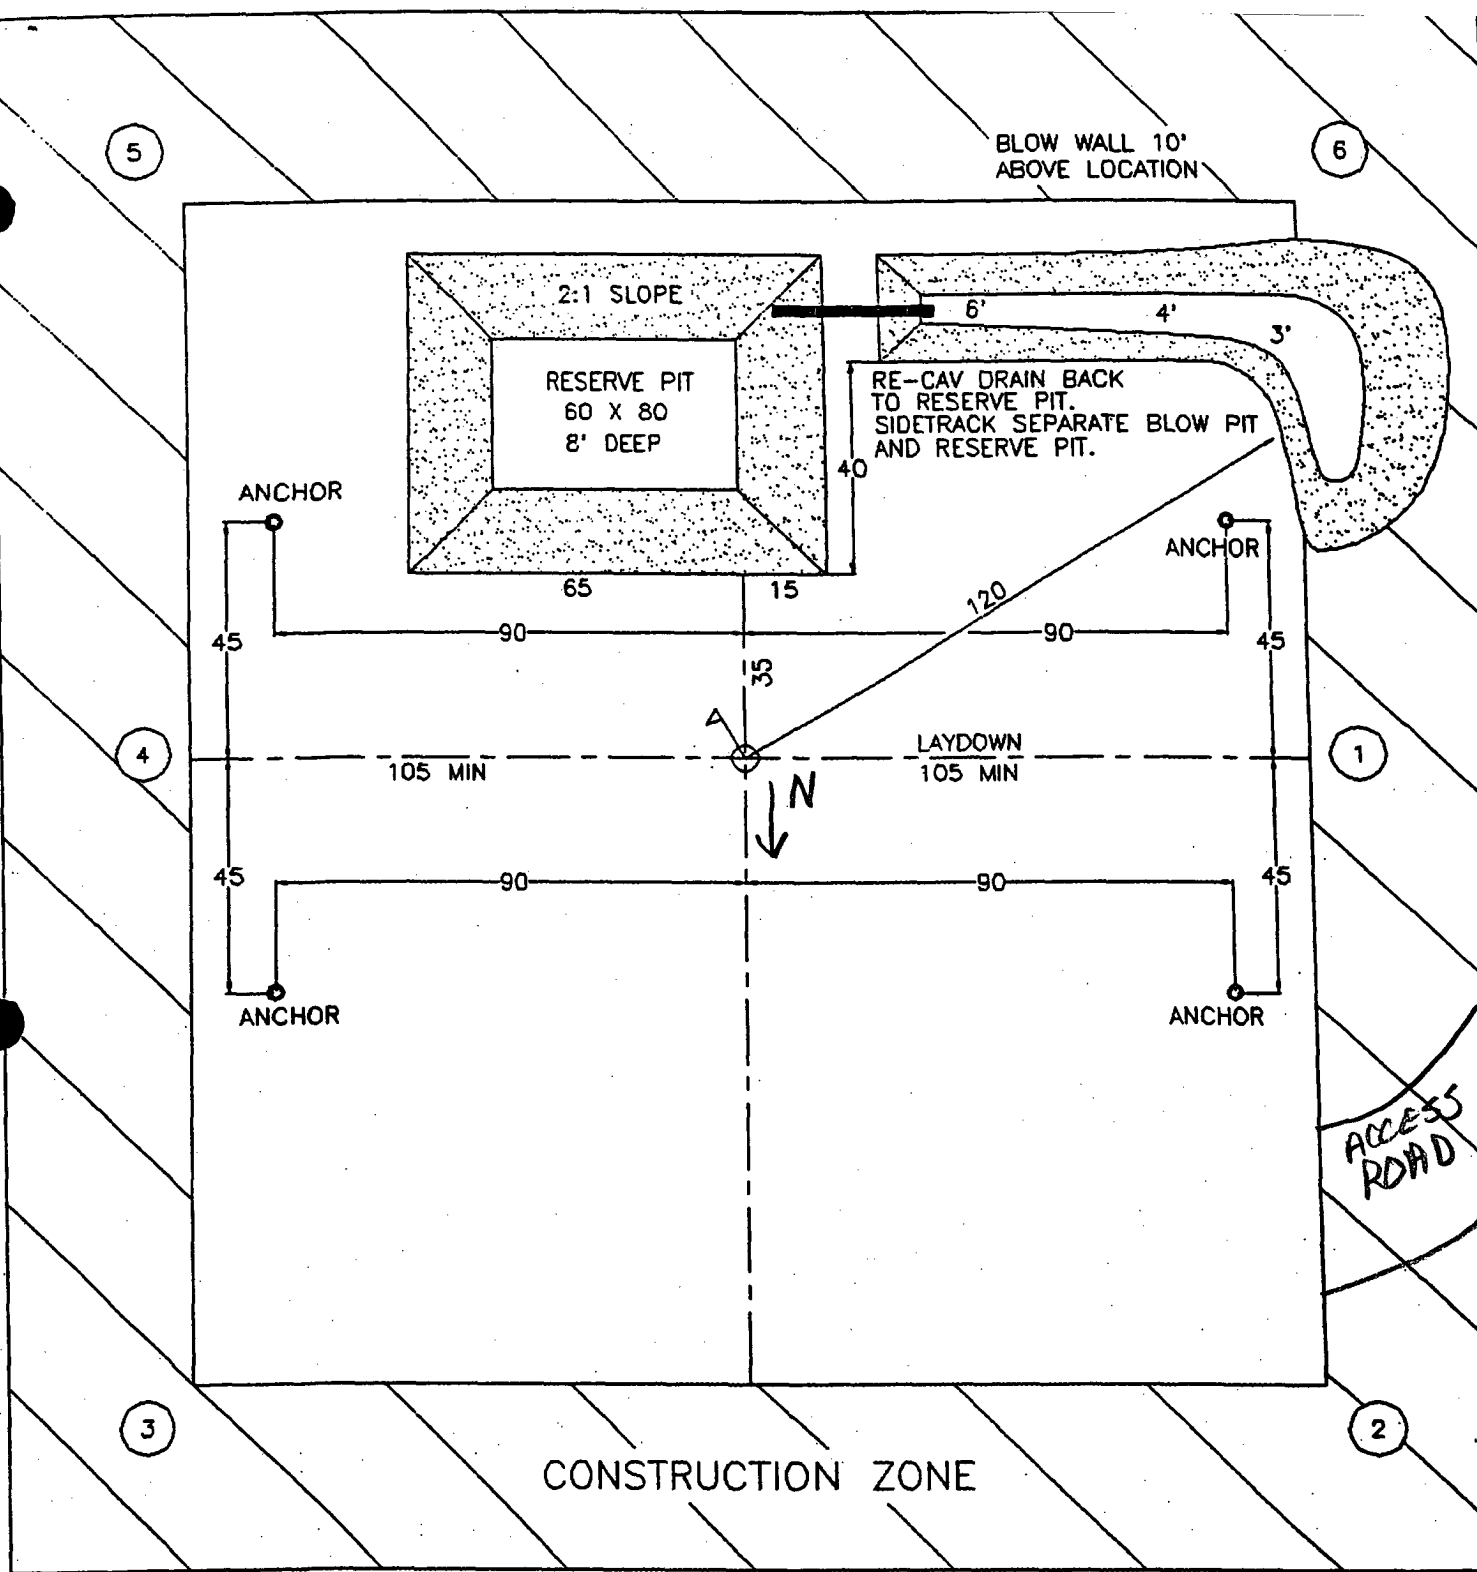 5
BLOW WALL 10'
ABOVE LOCATION
6
2:1 SLOPE
6'
4'
3'
RESERVE PIT
60 X 80
8' DEEP
RE-CAV DRAIN BACK
TO RESERVE PIT.
SIDETRACK SEPARATE BLOW PIT
AND RESERVE PIT.
40
ANCHOR
ANCHOR
65
15
120
45
90
90
45
35
4
LAYDOWN
1
105 MIN
105 MIN
N
45
90
90
45
ANCHOR
ANCHOR
ACCESS
ROAD
3
2
CONSTRUCTION ZONE